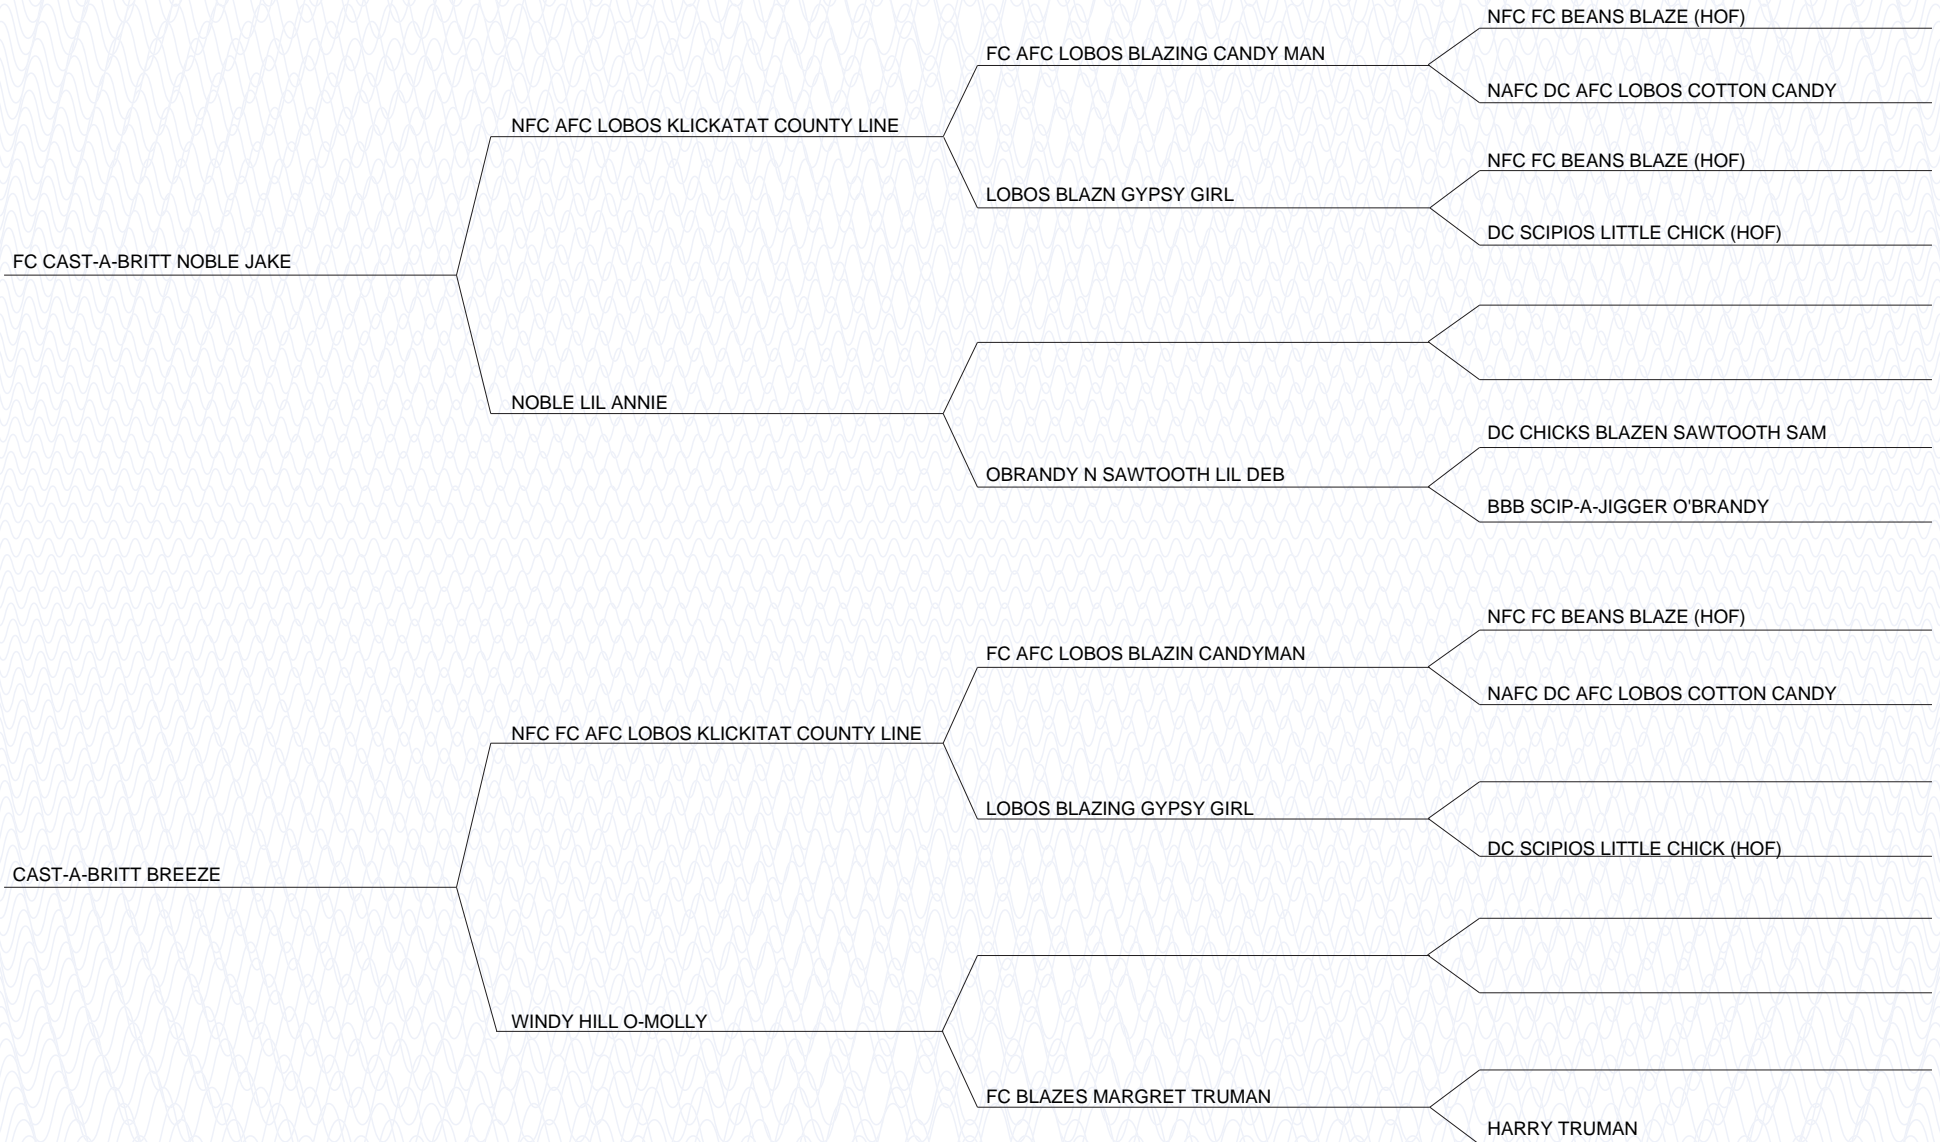 NFC FC BEANS BLAZE (HOF)
FC AFC LOBOS BLAZING CANDY MAN
NAFC DC AFC LOBOS COTTON CANDY
NFC AFC LOBOS KLICKATAT COUNTY LINE
NFC FC BEANS BLAZE (HOF)
LOBOS BLAZN GYPSY GIRL
DC SCIPIOS LITTLE CHICK (HOF)
FC CAST-A-BRITT NOBLE JAKE
NOBLE LIL ANNIE
DC CHICKS BLAZEN SAWTOOTH SAM
OBRANDY N SAWTOOTH LIL DEB
BBB SCIP-A-JIGGER O'BRANDY
NFC FC BEANS BLAZE (HOF)
FC AFC LOBOS BLAZIN CANDYMAN
NAFC DC AFC LOBOS COTTON CANDY
NFC FC AFC LOBOS KLICKITAT COUNTY LINE
LOBOS BLAZING GYPSY GIRL
DC SCIPIOS LITTLE CHICK (HOF)
CAST-A-BRITT BREEZE
WINDY HILL O-MOLLY
FC BLAZES MARGRET TRUMAN
HARRY TRUMAN